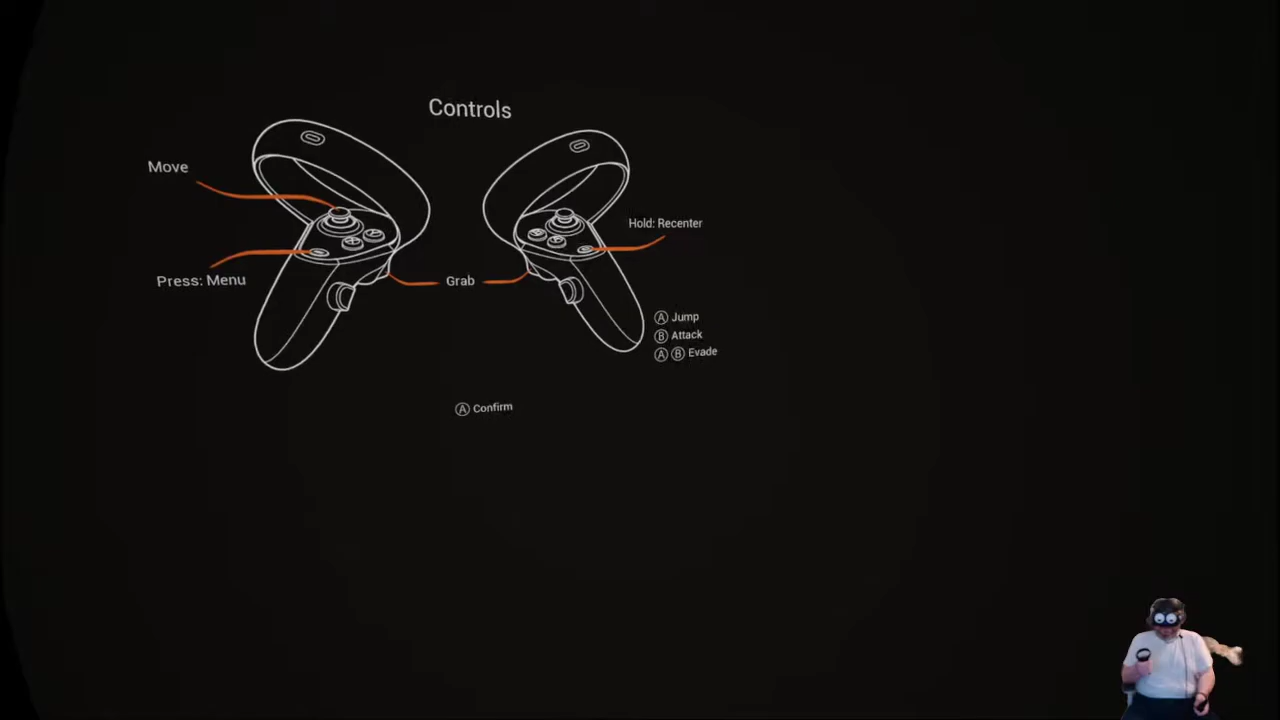 Controls
Move
Hold: Recenter
Press: Menu
Grab
Ⓐ Jump
Ⓑ Attack
Ⓐ Ⓑ Evade
Ⓐ Confirm